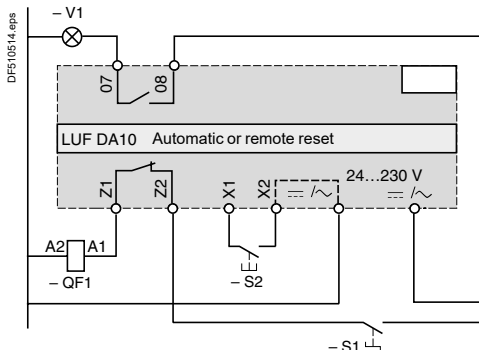 DF510514.eps
– V1
07
08
LUF DA10 Automatic or remote reset
24…230 V
Z1
Z2
X1
X2
A2
A1
– QF1
– S2
– S1